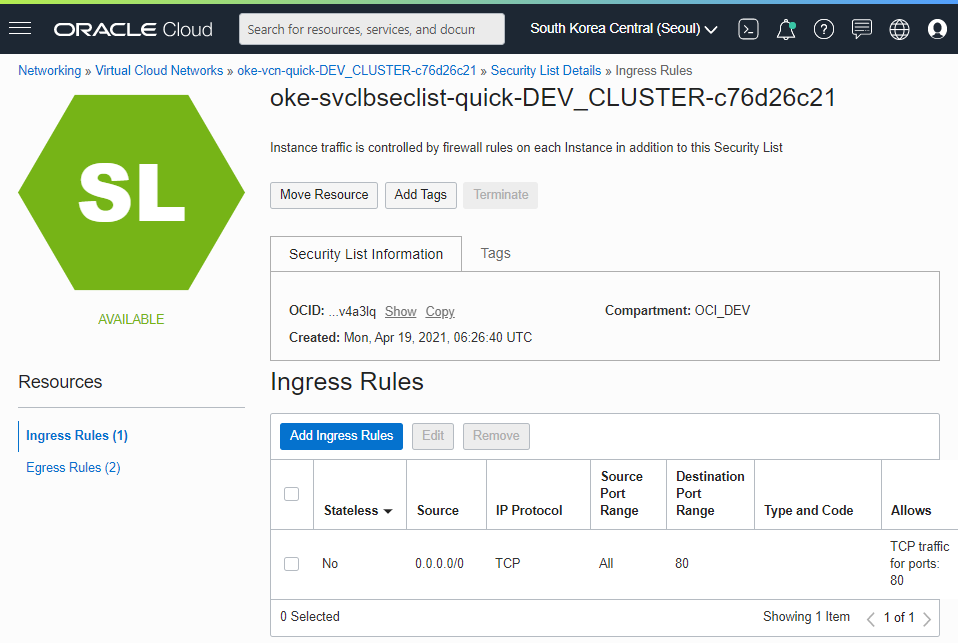 ORACLE Cloud
Search for resources, services, and docum
South Korea Central (Seoul)
Networking » Virtual Cloud Networks » oke-vcn-quick-DEV_CLUSTER-c76d26c21 » Security List Details » Ingress Rules
SL
AVAILABLE
oke-svclbseclist-quick-DEV_CLUSTER-c76d26c21
Instance traffic is controlled by firewall rules on each Instance in addition to this Security List
Move Resource Add Tags Terminate
Security List Information Tags
OCID: ...v4a3lq Show Copy Compartment: OCI_DEV
Created: Mon, Apr 19, 2021, 06:26:40 UTC
Resources
Ingress Rules (1)
Egress Rules (2)
Ingress Rules
Add Ingress Rules Edit Remove
Stateless Source IP Protocol Source Port Range Destination Port Range Type and Code Allows
No 0.0.0.0/0 TCP All 80 TCP traffic for ports: 80
0 Selected Showing 1 Item 1 of 1